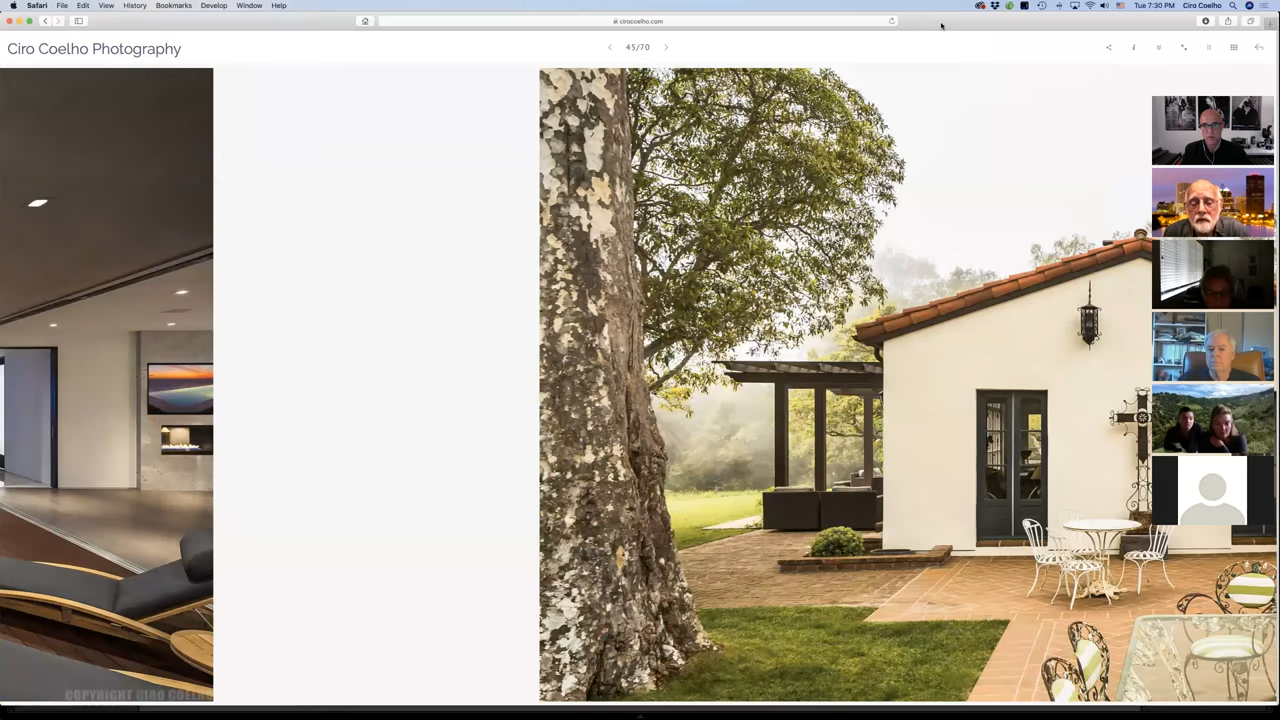 Safari File Edit View History Bookmarks Develop Window Help Tue 7:30 PM Ciro Coelho
cirocoelho.com
Ciro Coelho Photography 45/70
COPYRIGHT CIRO COELH